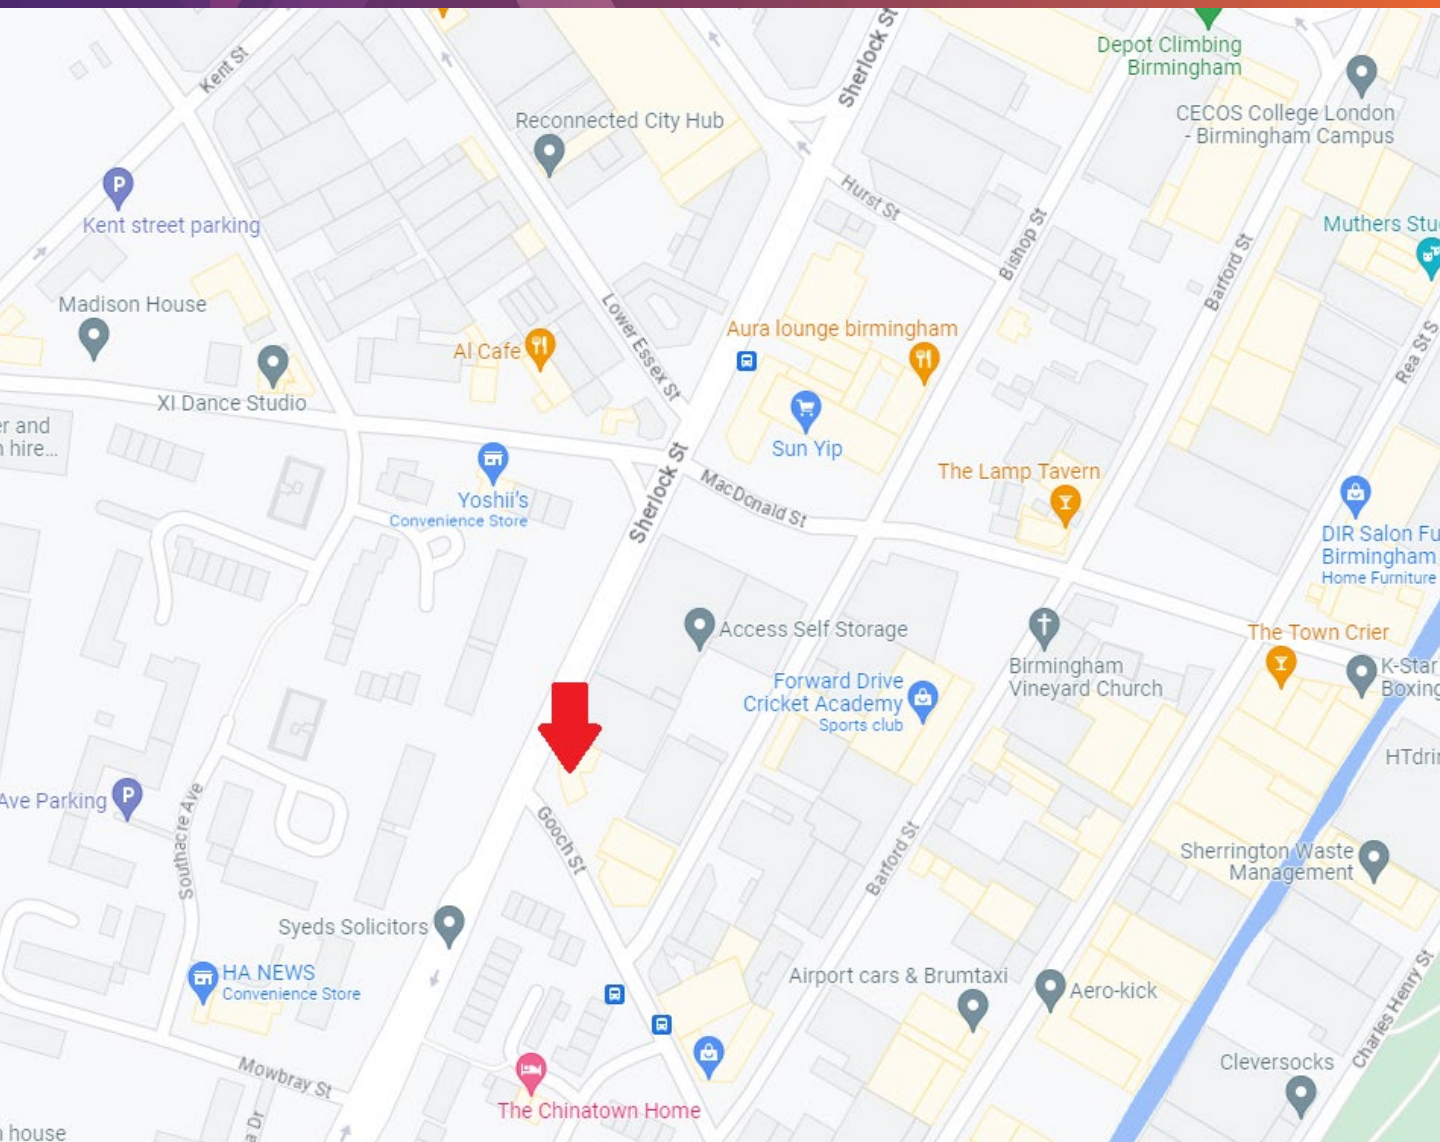 Sherlock St
Depot Climbing
Birmingham
Kent St
Reconnected City Hub
CECOS College London
- Birmingham Campus
P
Kent street parking
Hurst St
Bishop St
Barford St
Muthers Stu
Madison House
Lower Essex St
Aura lounge birmingham
Al Cafe
Rea St S
XI Dance Studio
er and
n hire...
Sun Yip
Sherlock St
MacDonald St
The Lamp Tavern
Yoshii's
Convenience Store
DIR Salon Fu
Birmingham
Home Furniture
Access Self Storage
The Town Crier
Birmingham
Vineyard Church
K-Star
Boxing
Forward Drive
Cricket Academy
Sports club
HTdrin
Ave Parking
P
Southacre Ave
Gooch St
Barford St
Sherrington Waste
Management
Syeds Solicitors
HA NEWS
Convenience Store
Airport cars & Brumtaxi
Aero-kick
Charles Henry St
Mowbray St
Cleversocks
The Chinatown Home
a Dr
n house